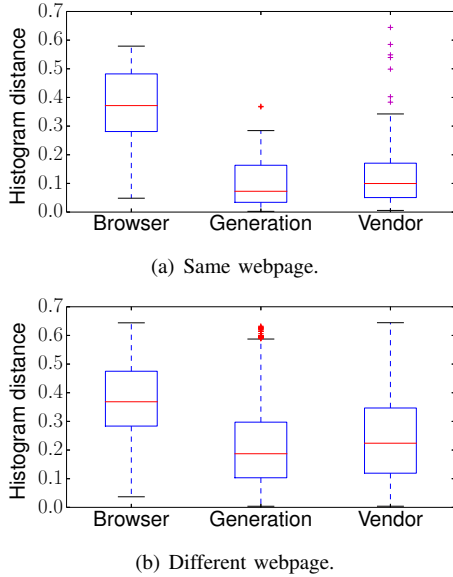 0.7
0.6
0.5
0.4
0.3
0.2
0.1
0.0
Histogram distance
Browser Generation Vendor
(a) Same webpage.
0.7
0.6
0.5
0.4
0.3
0.2
0.1
0.0
Histogram distance
Browser Generation Vendor
(b) Different webpage.